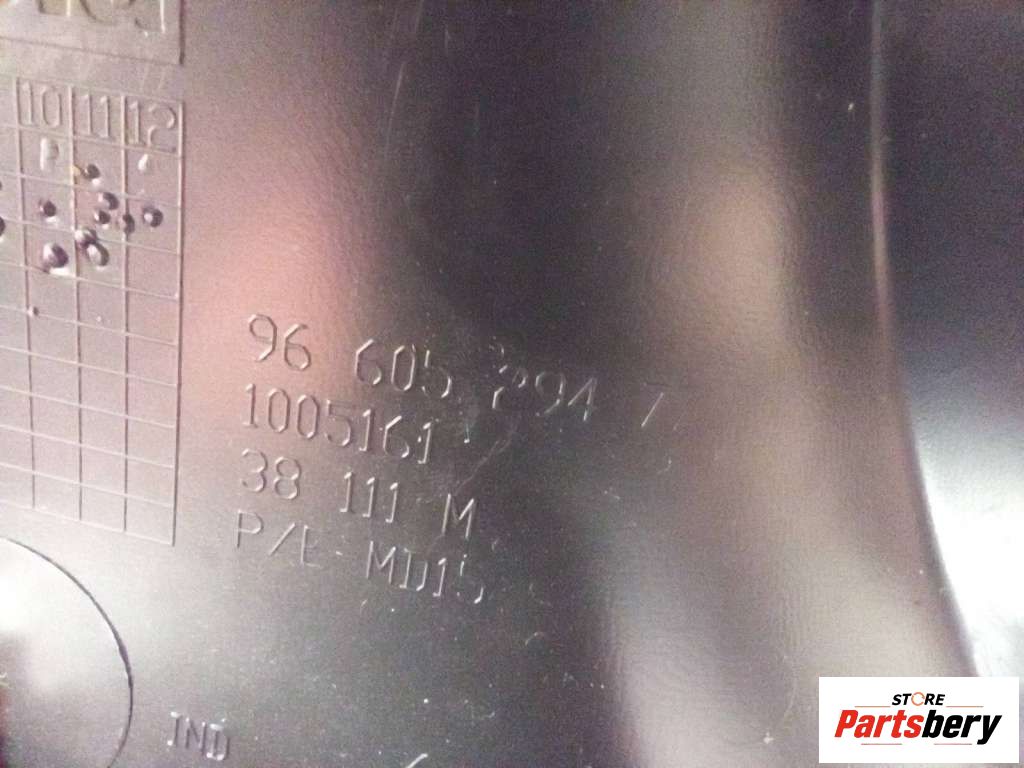 10 11 12
96 605 294 7
1005161
38 111 M
P/E MD15
IND
STORE
Partsbery